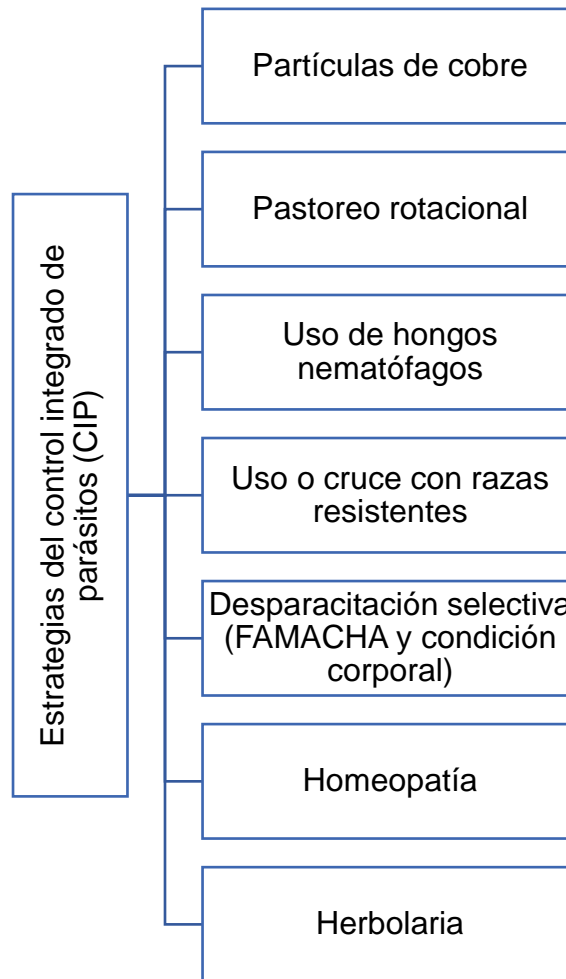 Estrategias del control integrado de
parásitos (CIP)
Partículas de cobre
Pastoreo rotacional
Uso de hongos
nematófagos
Uso o cruce con razas
resistentes
Desparacitación selectiva
(FAMACHA y condición
corporal)
Homeopatía
Herbolaria